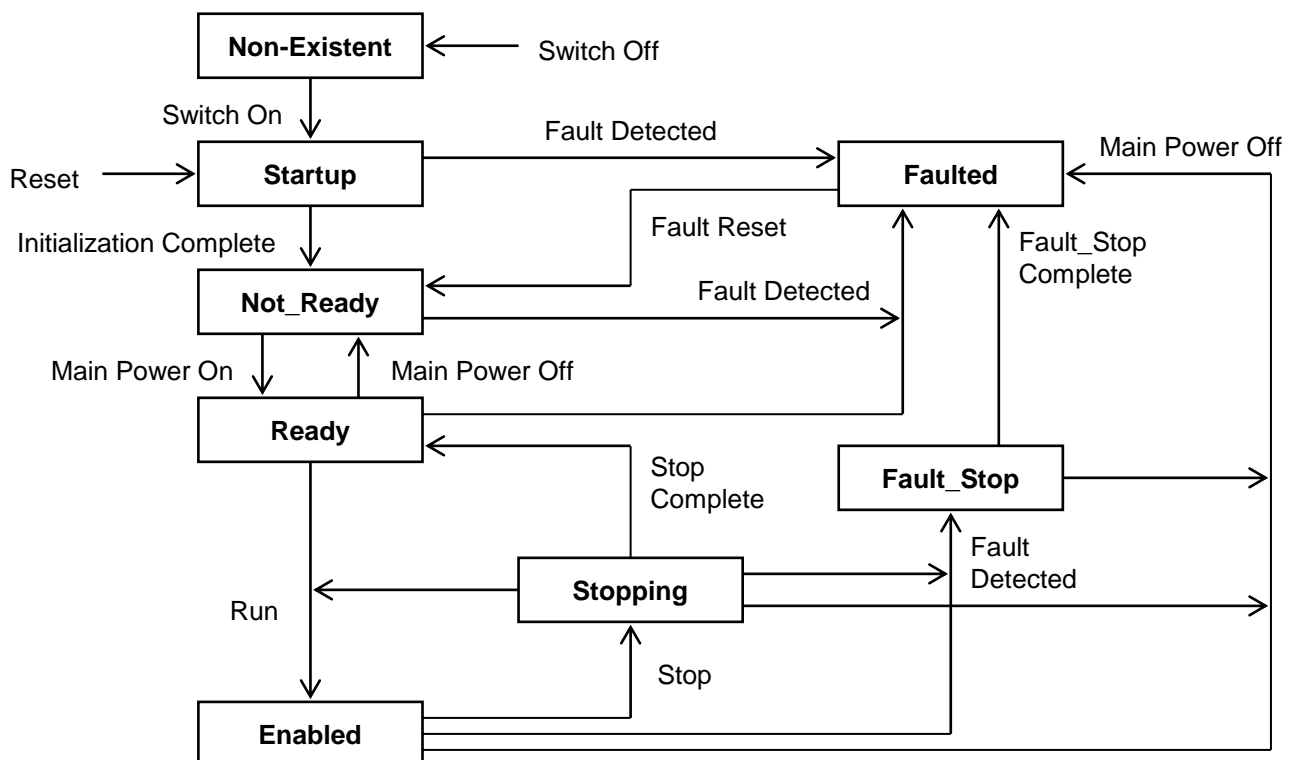 Non-Existent
Switch Off
Switch On
Fault Detected
Main Power Off
Startup
Faulted
Reset
Fault Reset
Fault_Stop
Complete
Initialization Complete
Not_Ready
Fault Detected
Main Power On
Main Power Off
Ready
Stop
Complete
Fault_Stop
Fault
Detected
Stopping
Run
Stop
Enabled